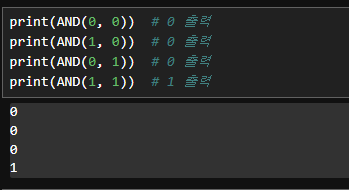 print(AND(0, 0))  # 0 출력
print(AND(1, 0))  # 0 출력
print(AND(0, 1))  # 0 출력
print(AND(1, 1))  # 1 출력
0
0
0
1